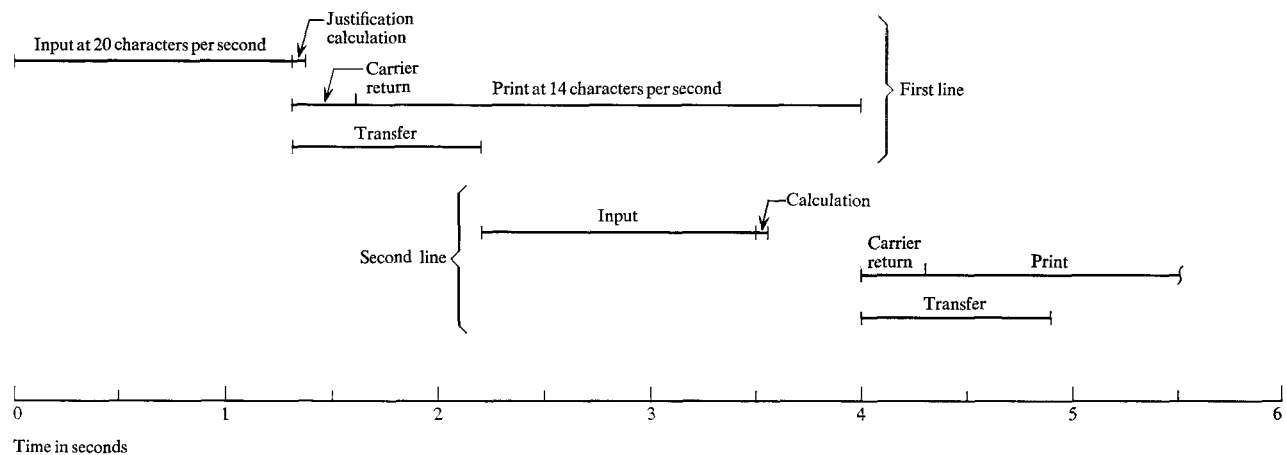 Justification
calculation
Input at 20 characters per second
Carrier
return
Print at 14 characters per second
First line
Transfer
Calculation
Input
Second line
Carrier
return
Print
Transfer
0 1 2 3 4 5 6
Time in seconds